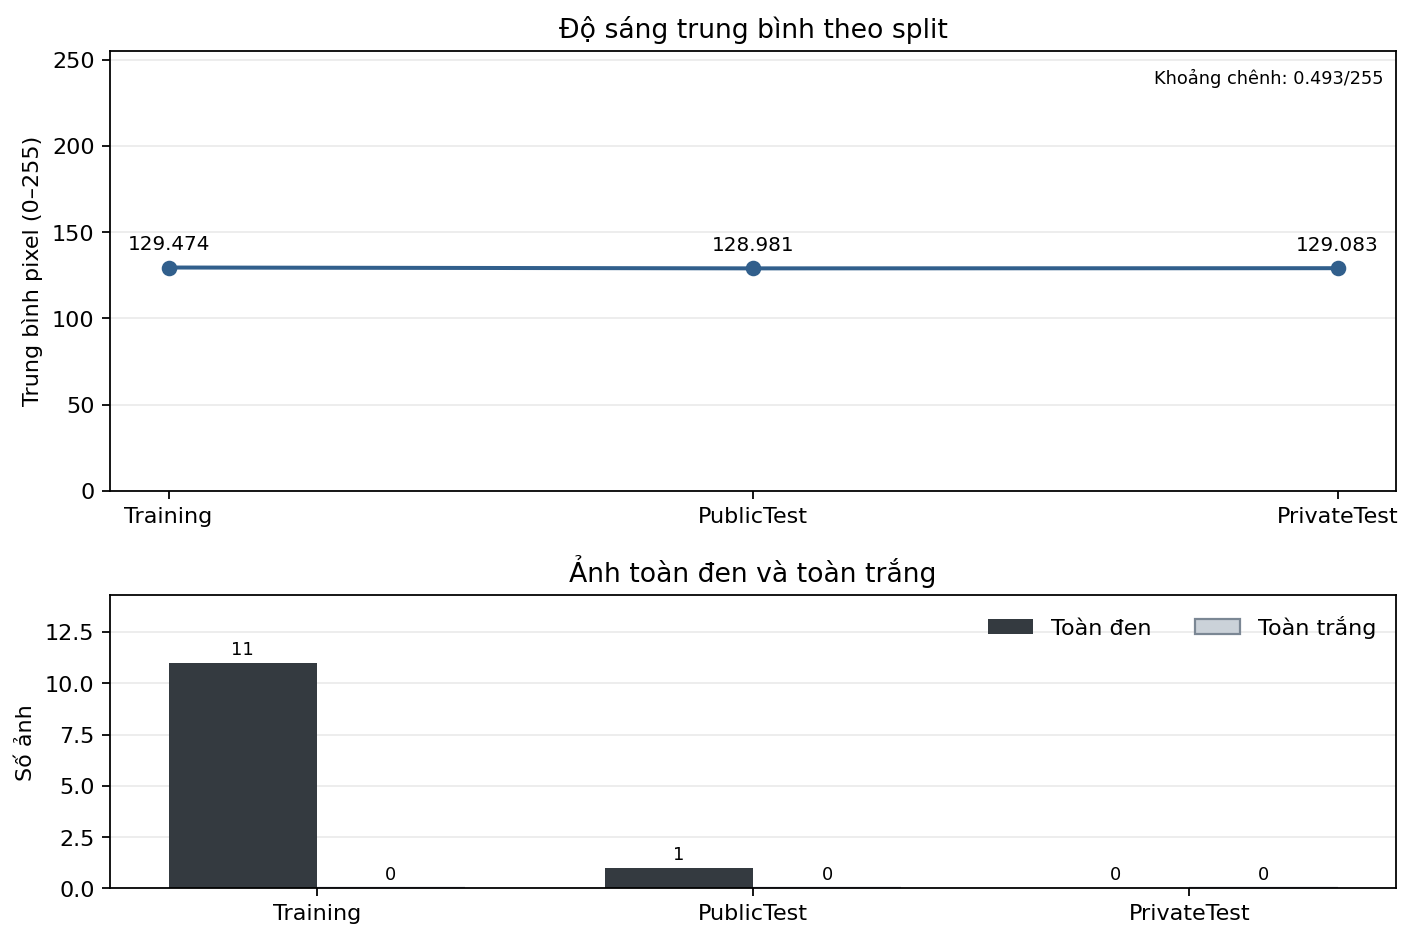 Độ sáng trung bình theo split
Khoảng chênh: 0.493/255
Trung bình pixel (0–255)
250
200
150
100
50
0
129.474
128.981
129.083
Training
PublicTest
PrivateTest
Ảnh toàn đen và toàn trắng
Toàn đen
Toàn trắng
Số ảnh
12.5
10.0
7.5
5.0
2.5
0.0
11
0
1
0
0
0
Training
PublicTest
PrivateTest